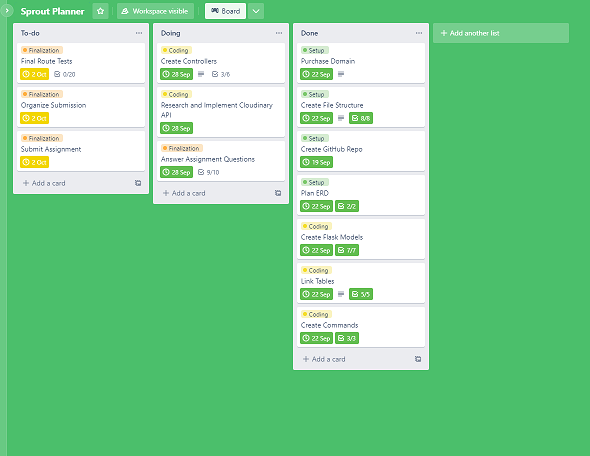 Sprout Planner
Workspace visible
Board
To-do
Finalization
Final Route Tests
2 Oct
0/20
Finalization
Organize Submission
2 Oct
Finalization
Submit Assignment
2 Oct
+ Add a card
Doing
Coding
Create Controllers
28 Sep
3/6
Coding
Research and Implement Cloudinary
API
28 Sep
Finalization
Answer Assignment Questions
28 Sep
9/10
+ Add a card
Done
Setup
Purchase Domain
22 Sep
Setup
Create File Structure
22 Sep
8/8
Setup
Create GitHub Repo
19 Sep
Setup
Plan ERD
22 Sep
2/2
Coding
Create Flask Models
22 Sep
7/7
Coding
Link Tables
22 Sep
5/5
Coding
Create Commands
22 Sep
3/3
+ Add a card
+ Add another list